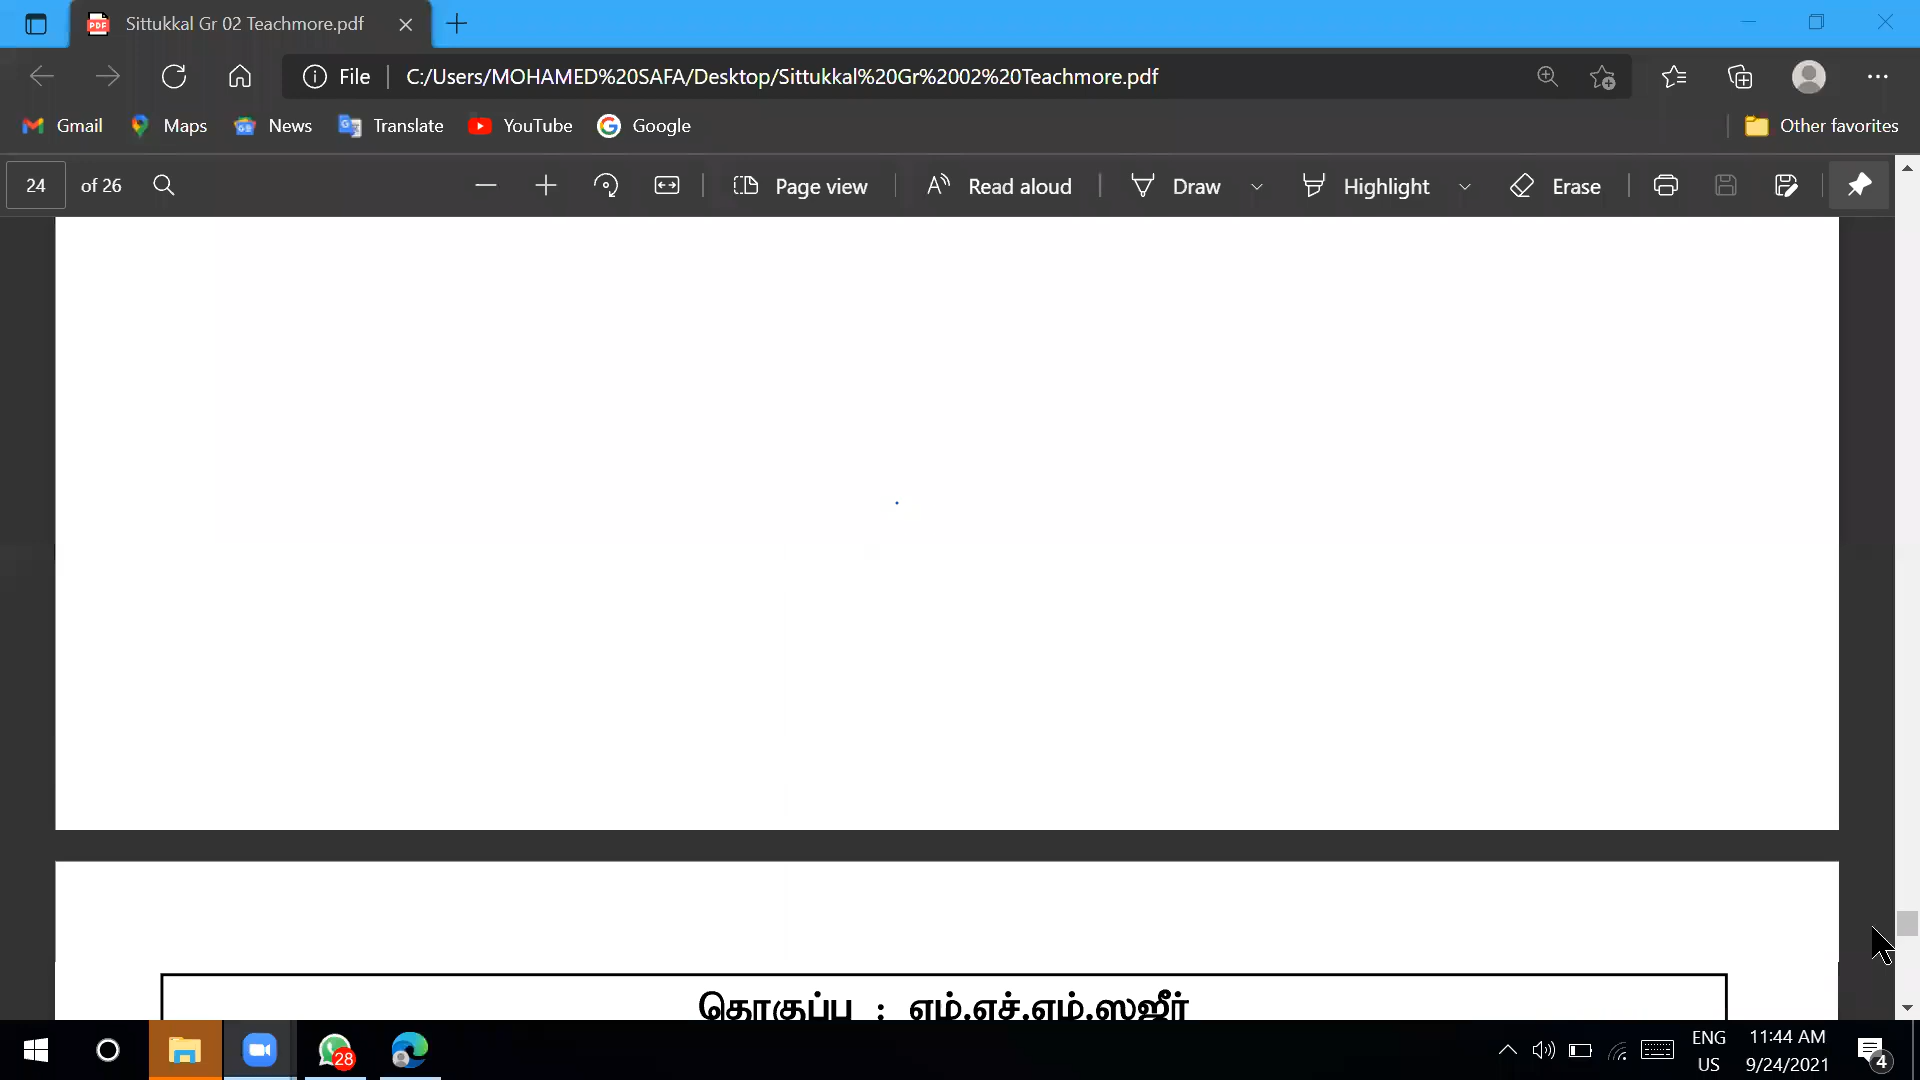 Sittukkal Gr 02 Teachmore.pdf
File C:/Users/MOHAMED%20SAFA/Desktop/Sittukkal%20Gr%2002%20Teachmore.pdf
Gmail Maps News Translate YouTube Google Other favorites
24 of 26 Page view Read aloud Draw Highlight Erase
தொகுப்பு : எம்.எச்.எம்.ஸஜீர்
28
ENG 11:44 AM
US 9/24/2021 4